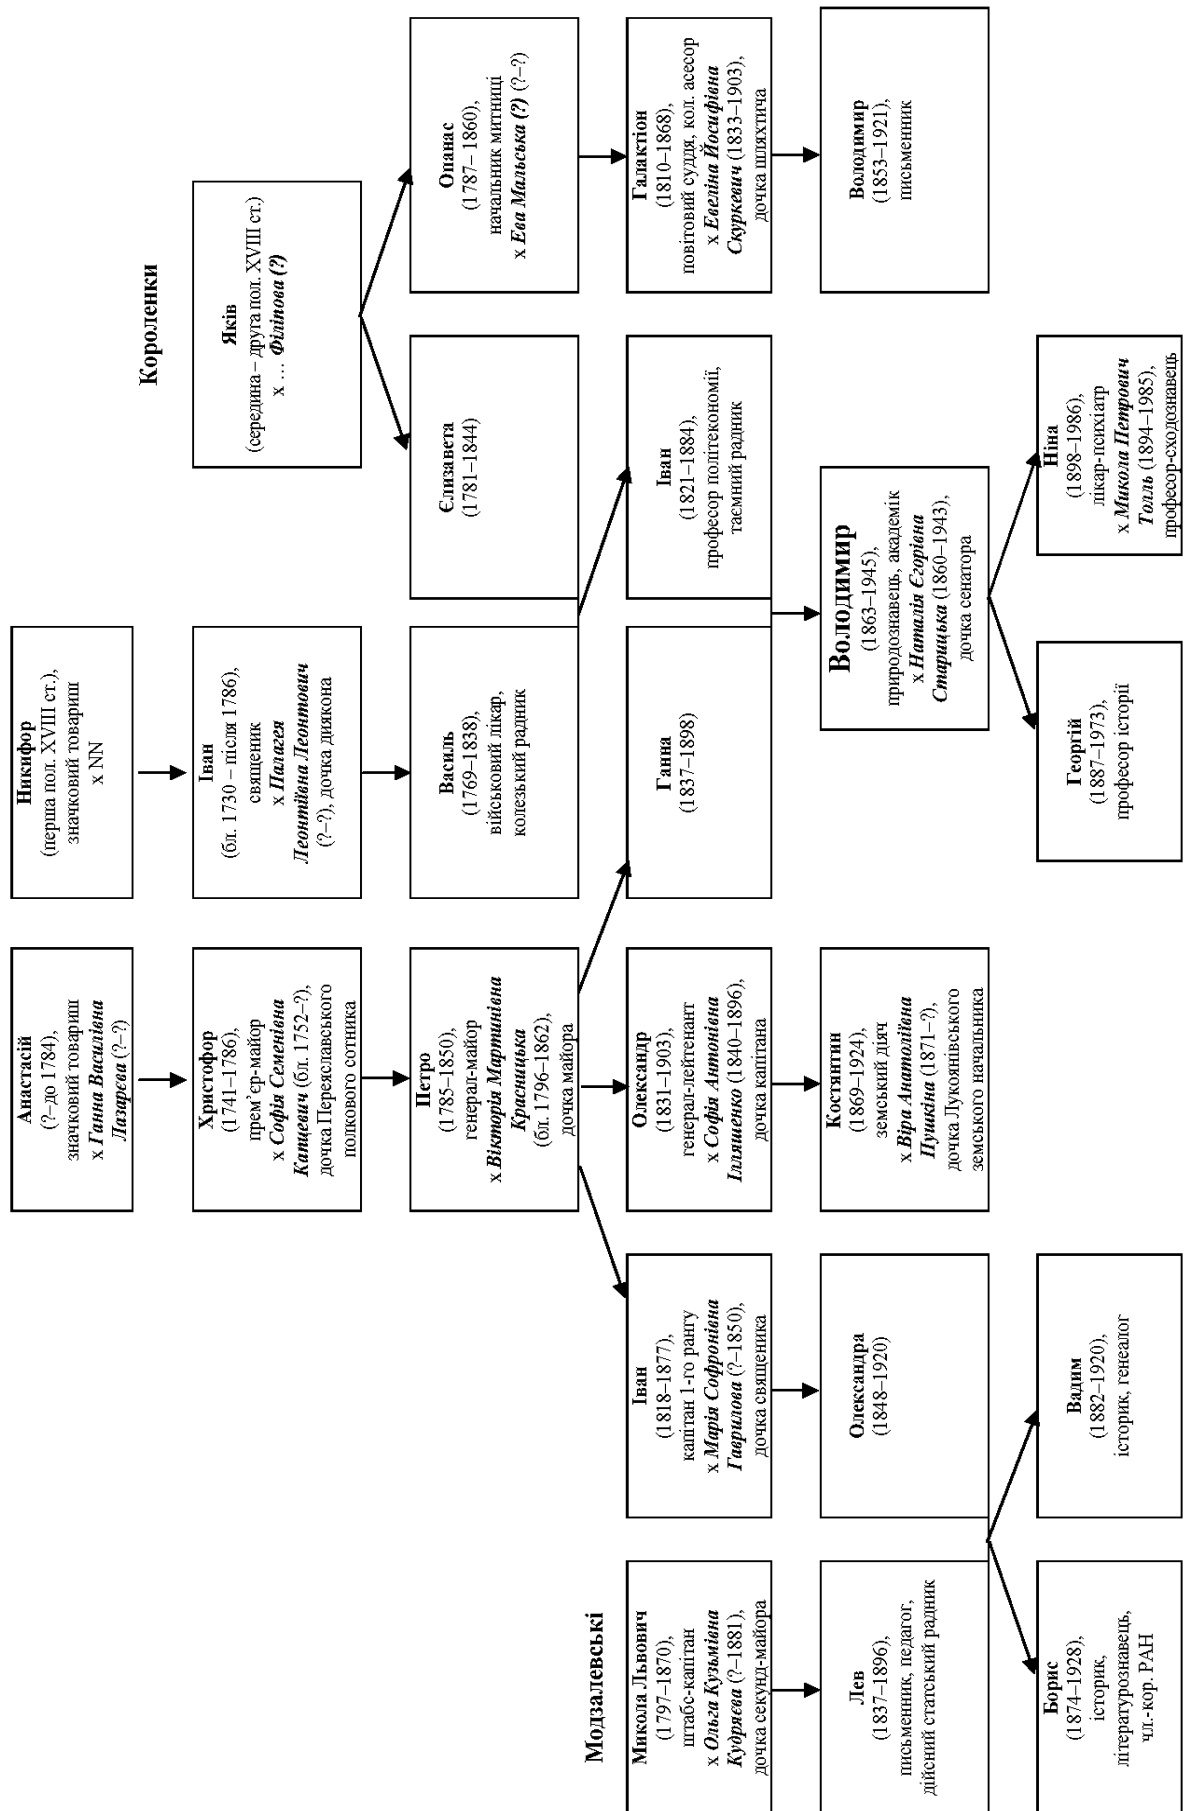 Анастасій
(?–до 1784),
значковий товариш
х Ганна Василівна
Лазарєва (?–?)
Никифор
(перша пол. XVIII ст.),
значковий товариш
х NN
Короленки
Христофор
(1741–1786),
прем’єр-майор
х Софія Семенівна
Капцевич (бл. 1752–?),
дочка Переяславського
полкового сотника
Іван
(бл. 1730 – після 1786),
священик
х Палагея
Леонтіївна Леонтович
(?–?), дочка диякона
Яків
(середина – друга пол. XVIII ст.)
х ... Філіпова (?)
Петро
(1785–1850),
генерал-майор
х Вікторія Мартинівна
Красницька
(бл. 1796–1862),
дочка майора
Василь
(1769–1838),
військовий лікар,
колезький радник
Єлизавета
(1781–1844)
Опанас
(1787– 1860),
начальник митниці
х Ева Мальська (?) (?–?)
Модзалевські
Микола Львович
(1797–1870),
штабс-капітан
х Ольга Кузьмівна
Кудряєва (?–1881),
дочка секунд-майора
Іван
(1818–1877),
капітан 1-го рангу
х Марія Софронівна
Гаврилова (?–1850),
дочка священика
Олександр
(1831–1903),
генерал-лейтенант
х Софія Антонівна
Ілляшенко (1840–1896),
дочка капітана
Ганна
(1837–1898)
Іван
(1821–1884),
професор політекономії,
таємний радник
Галактіон
(1810–1868),
повітовий суддя, кол. асесор
х Евеліна Йосифівна
Скуркевич (1833–1903),
дочка шляхтича
Лев
(1837–1896),
письменник, педагог,
дійсний статський радник
Олександра
(1848–1920)
Костянтин
(1869–1924),
земський діяч
х Віра Анатоліївна
Пушкіна (1871–?),
дочка Лукоянівського
земського начальника
Володимир
(1863–1945),
природознавець, академік
х Наталія Єгорівна
Старицька (1860–1943),
дочка сенатора
Володимир
(1853–1921),
письменник
Борис
(1874–1928),
історик,
літературознавець,
чл.-кор. РАН
Вадим
(1882–1920),
історик, генеалог
Георгій
(1887–1973),
професор історії
Ніна
(1898–1986),
лікар-психіатр
х Микола Петрович
Толль (1894–1985),
професор-сходознавець